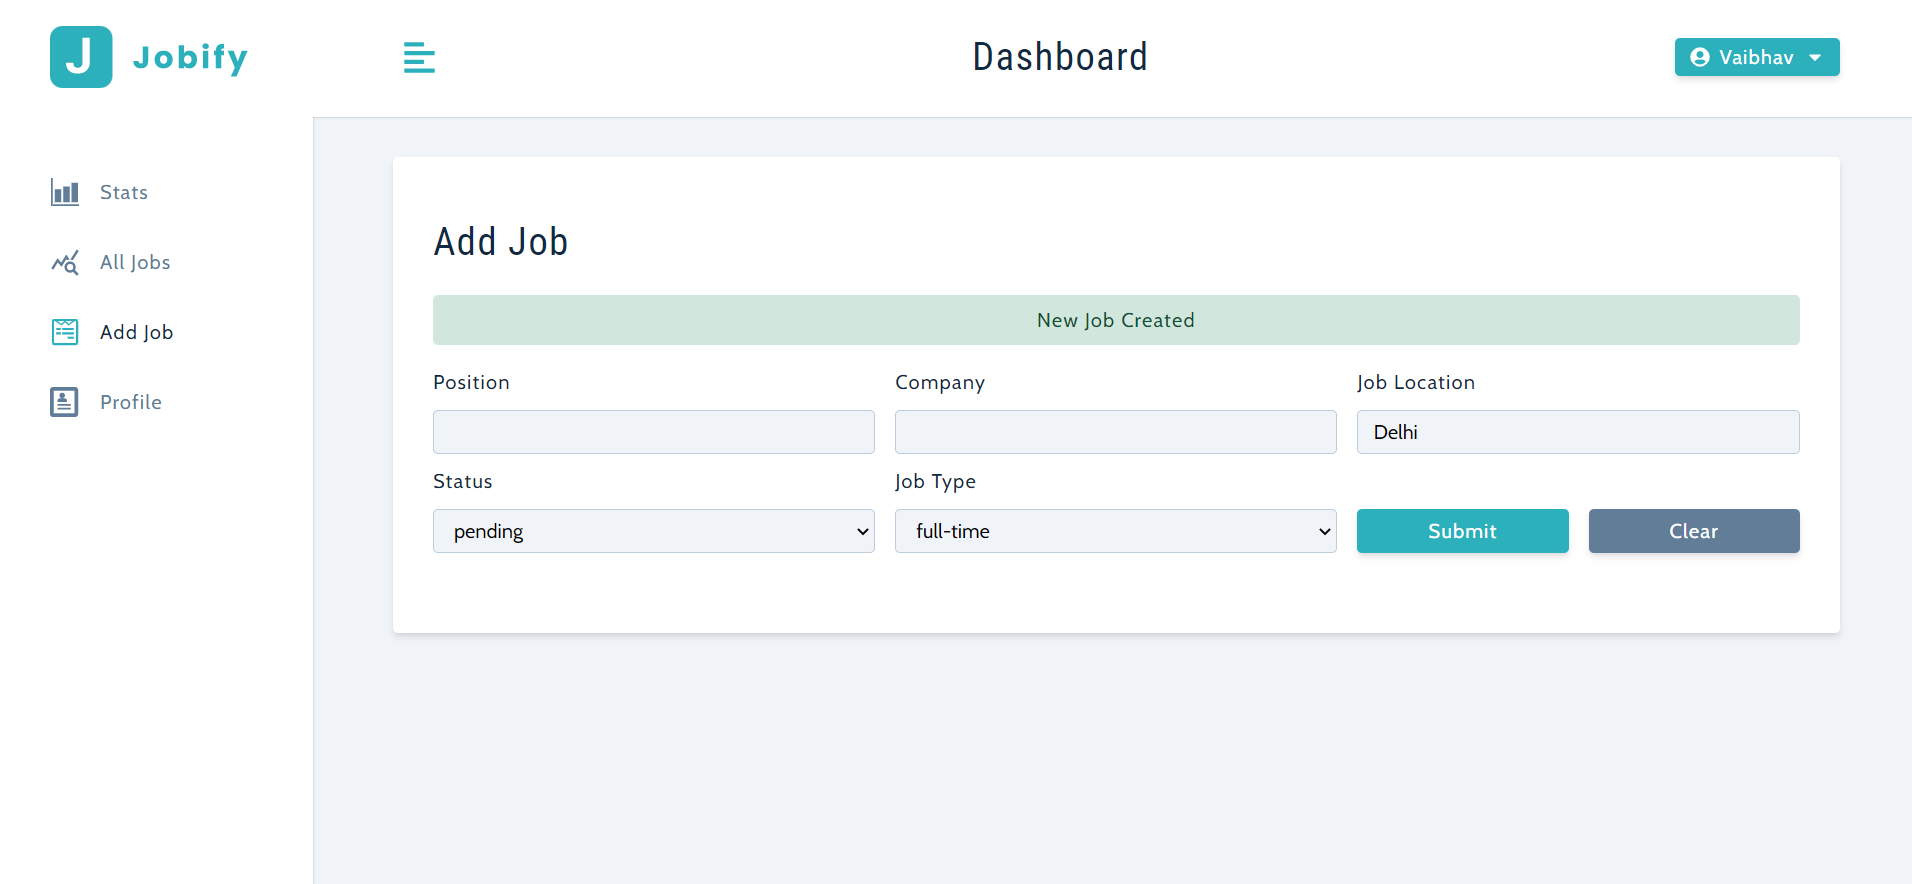 J Jobify
Dashboard
Vaibhav
Stats
All Jobs
Add Job
Profile
Add Job
New Job Created
Position Company Job Location
Delhi
Status Job Type
pending full-time Submit Clear